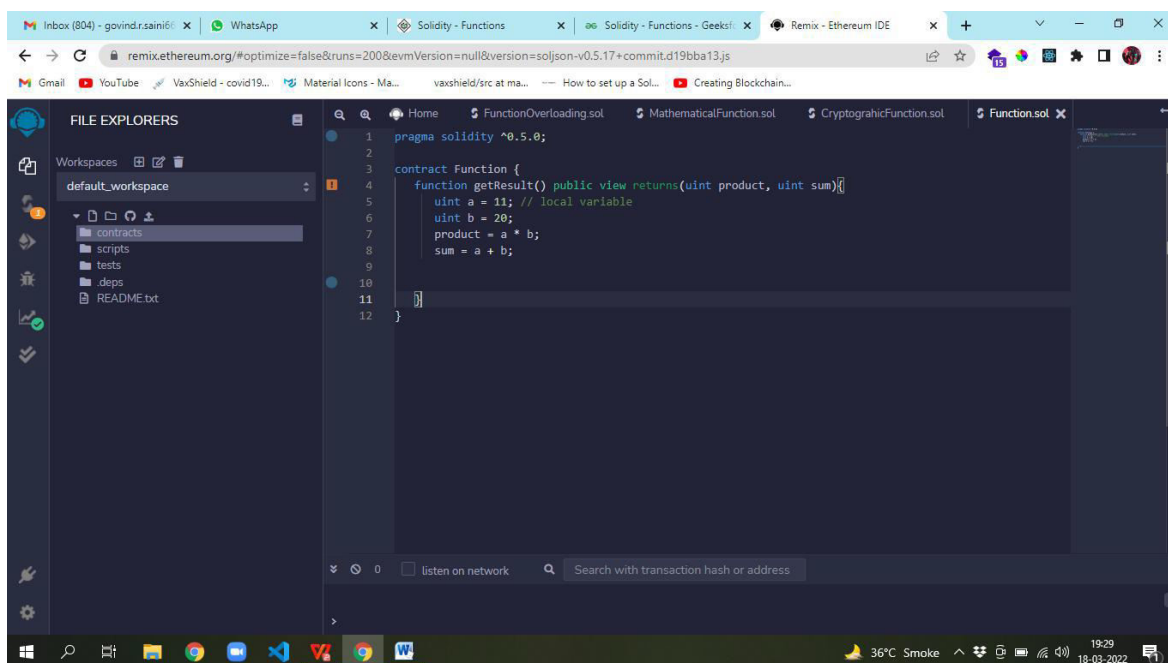 Inbox (804) - govind.r.saini6
WhatsApp
Solidity - Functions
Solidity - Functions - Geeksf
Remix - Ethereum IDE
remix.ethereum.org/#optimize=false&runs=200&evmVersion=null&version=soljson-v0.5.17+commit.d19bba13.js
15
Gmail
YouTube
VaxShield - covid19...
Material Icons - Ma...
vaxshield/src at ma...
How to set up a Sol...
Creating Blockchain...
FILE EXPLORERS
Home
FunctionOverloading.sol
MathematicalFunction.sol
CryptograhicFunction.sol
Function.sol
Workspaces
default_workspace
contracts
scripts
tests
.deps
README.txt
1
1 pragma solidity ^0.5.0;
2
3 contract Function {
4 function getResult() public view returns(uint product, uint sum){
5 uint a = 11; // local variable
6 uint b = 20;
7 product = a * b;
8 sum = a + b;
9
10
11 }
12 }
0
listen on network
Search with transaction hash or address
>
36°C Smoke
19:29
18-03-2022
1